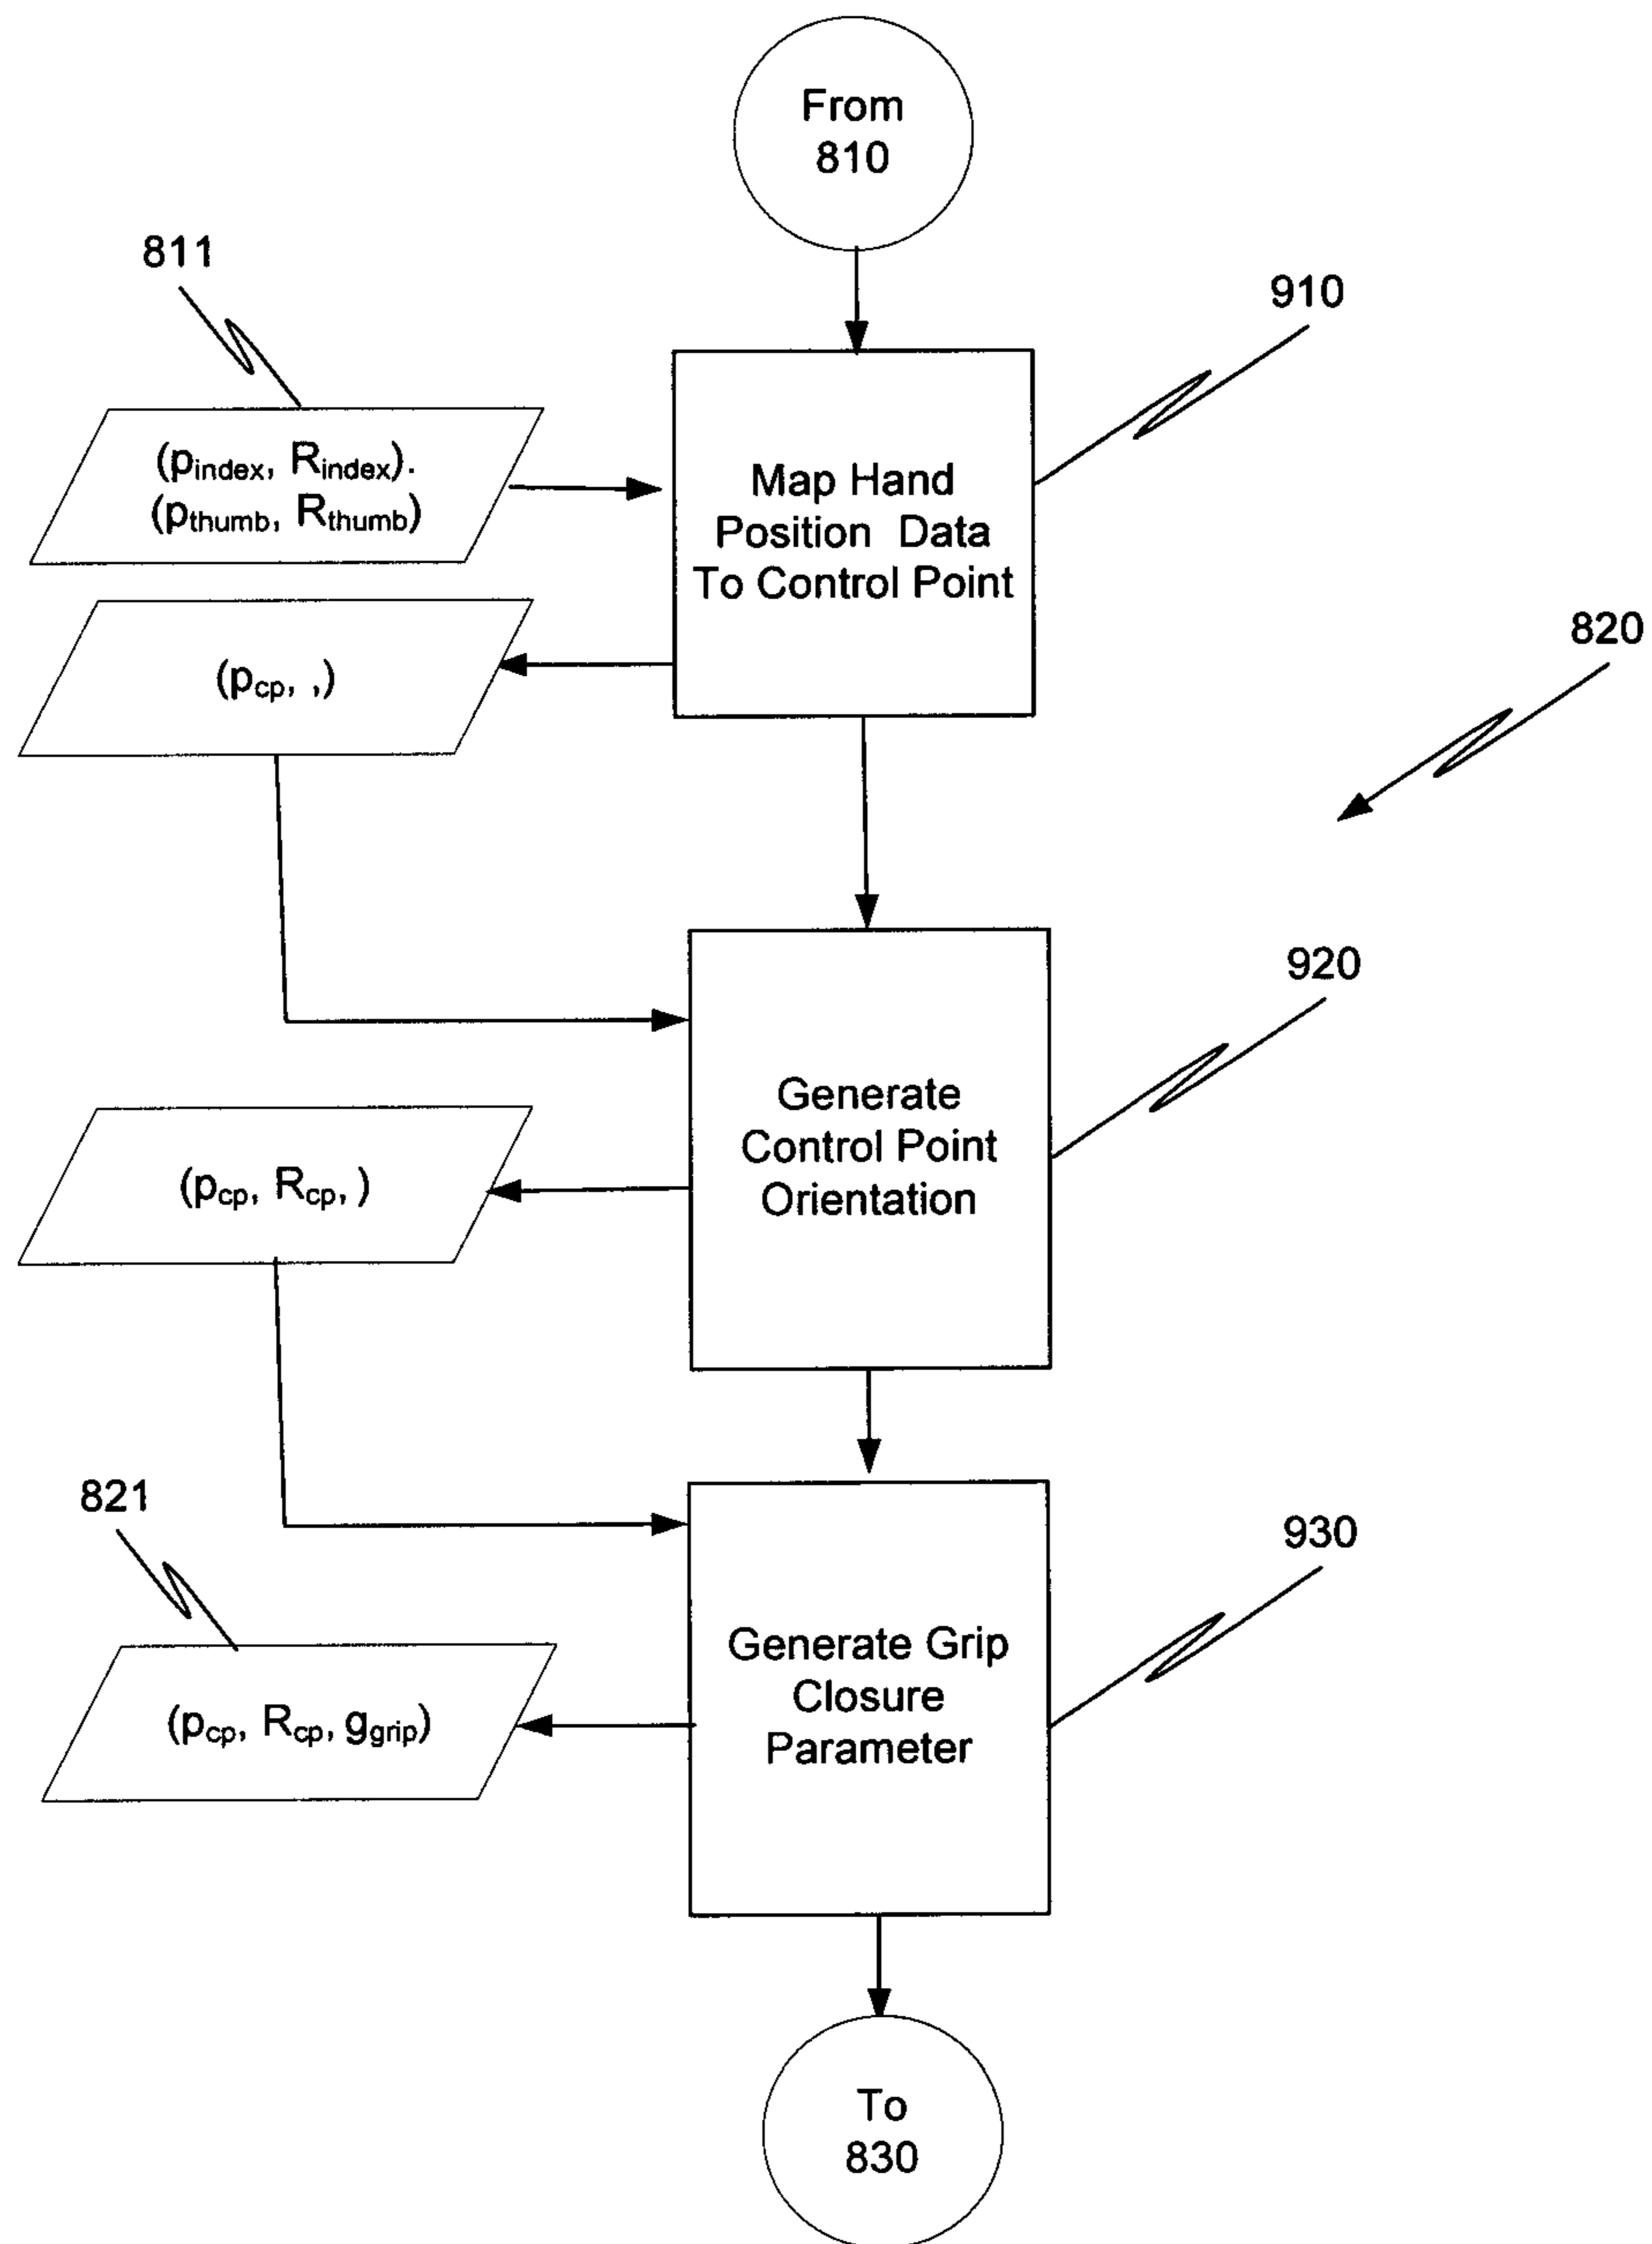 From
810
811
910
(pindex, Rindex).
(pthumb, Rthumb)
Map Hand
Position Data
To Control Point
820
(pcp, ,)
920
Generate
Control Point
Orientation
(pcp, Rcp, )
821
930
Generate Grip
Closure
Parameter
(pcp, Rcp, ggrip)
To
830